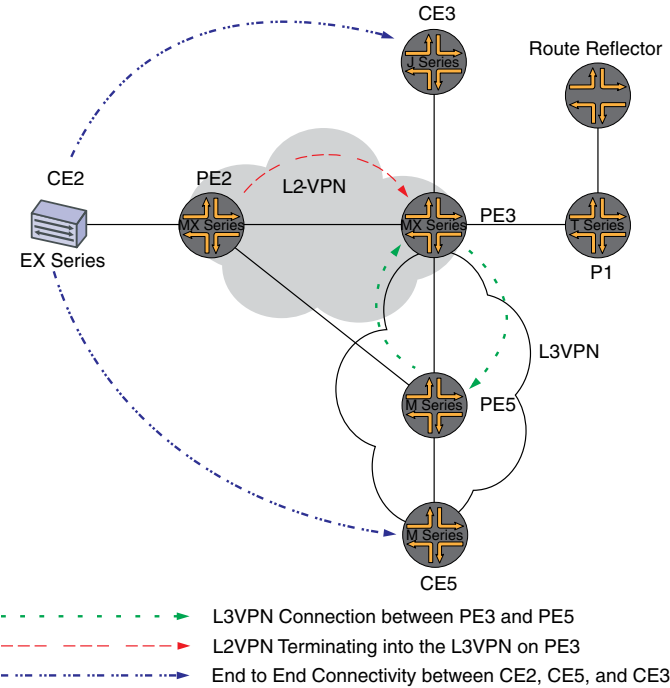 CE3
J Series
Route Reflector
CE2
PE2
L2-VPN
MX Series
MX Series
PE3
T Series
EX Series
P1
L3VPN
M Series
PE5
M Series
CE5
L3VPN Connection between PE3 and PE5
L2VPN Terminating into the L3VPN on PE3
End to End Connectivity between CE2, CE5, and CE3